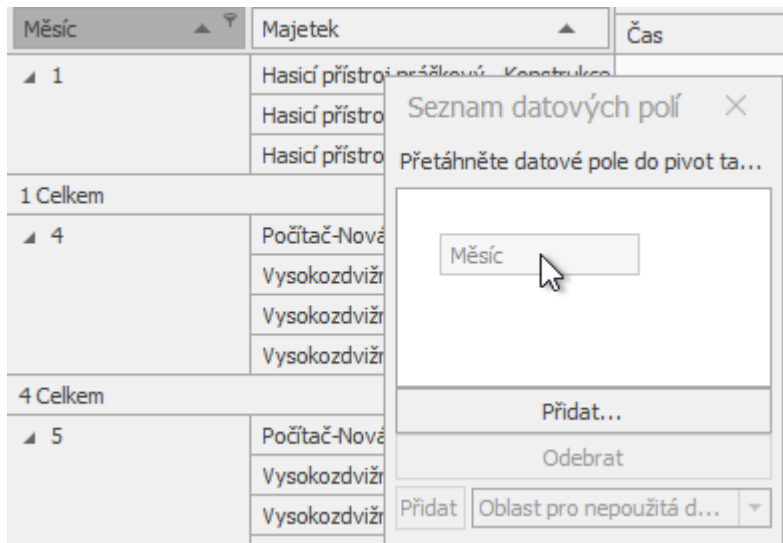 Měsíc
Majetek
Čas
1
Hasicí přístroj práškový - Konstrukce
Hasicí přístro
Hasicí přístro
1 Celkem
4
Počítač-Nová
Vysokozdvižn
Vysokozdvižn
Vysokozdvižn
4 Celkem
5
Počítač-Nová
Vysokozdvižn
Vysokozdvižn
Seznam datových polí
Přetáhněte datové pole do pivot ta...
Měsíc
Přidat...
Odebrat
Přidat
Oblast pro nepoužitá d...